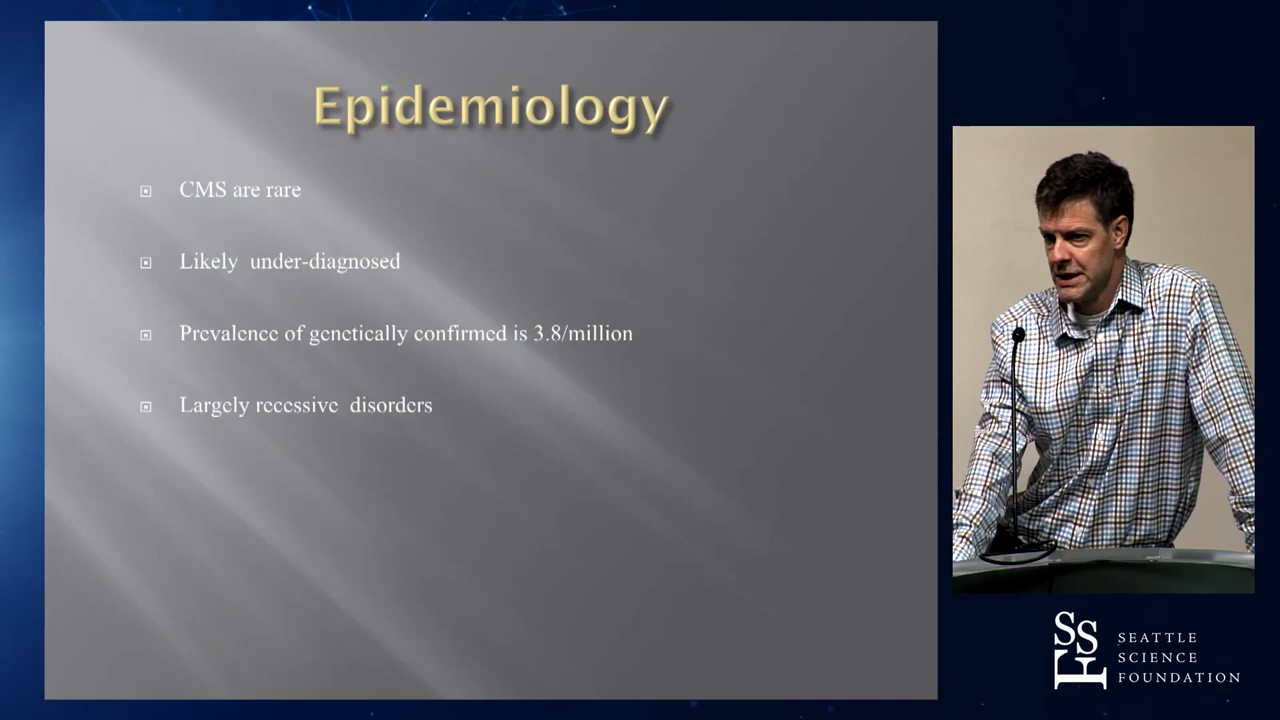 Epidemiology
CMS are rare
Likely under-diagnosed
Prevalence of genetically confirmed is 3.8/million
Largely recessive disorders
SSF
SEATTLE
SCIENCE
FOUNDATION